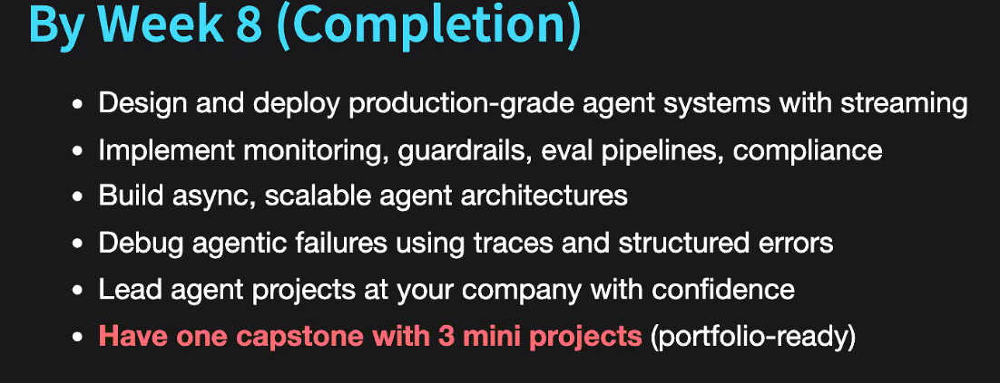 By Week 8 (Completion)
• Design and deploy production-grade agent systems with streaming
• Implement monitoring, guardrails, eval pipelines, compliance
• Build async, scalable agent architectures
• Debug agentic failures using traces and structured errors
• Lead agent projects at your company with confidence
• Have one capstone with 3 mini projects (portfolio-ready)